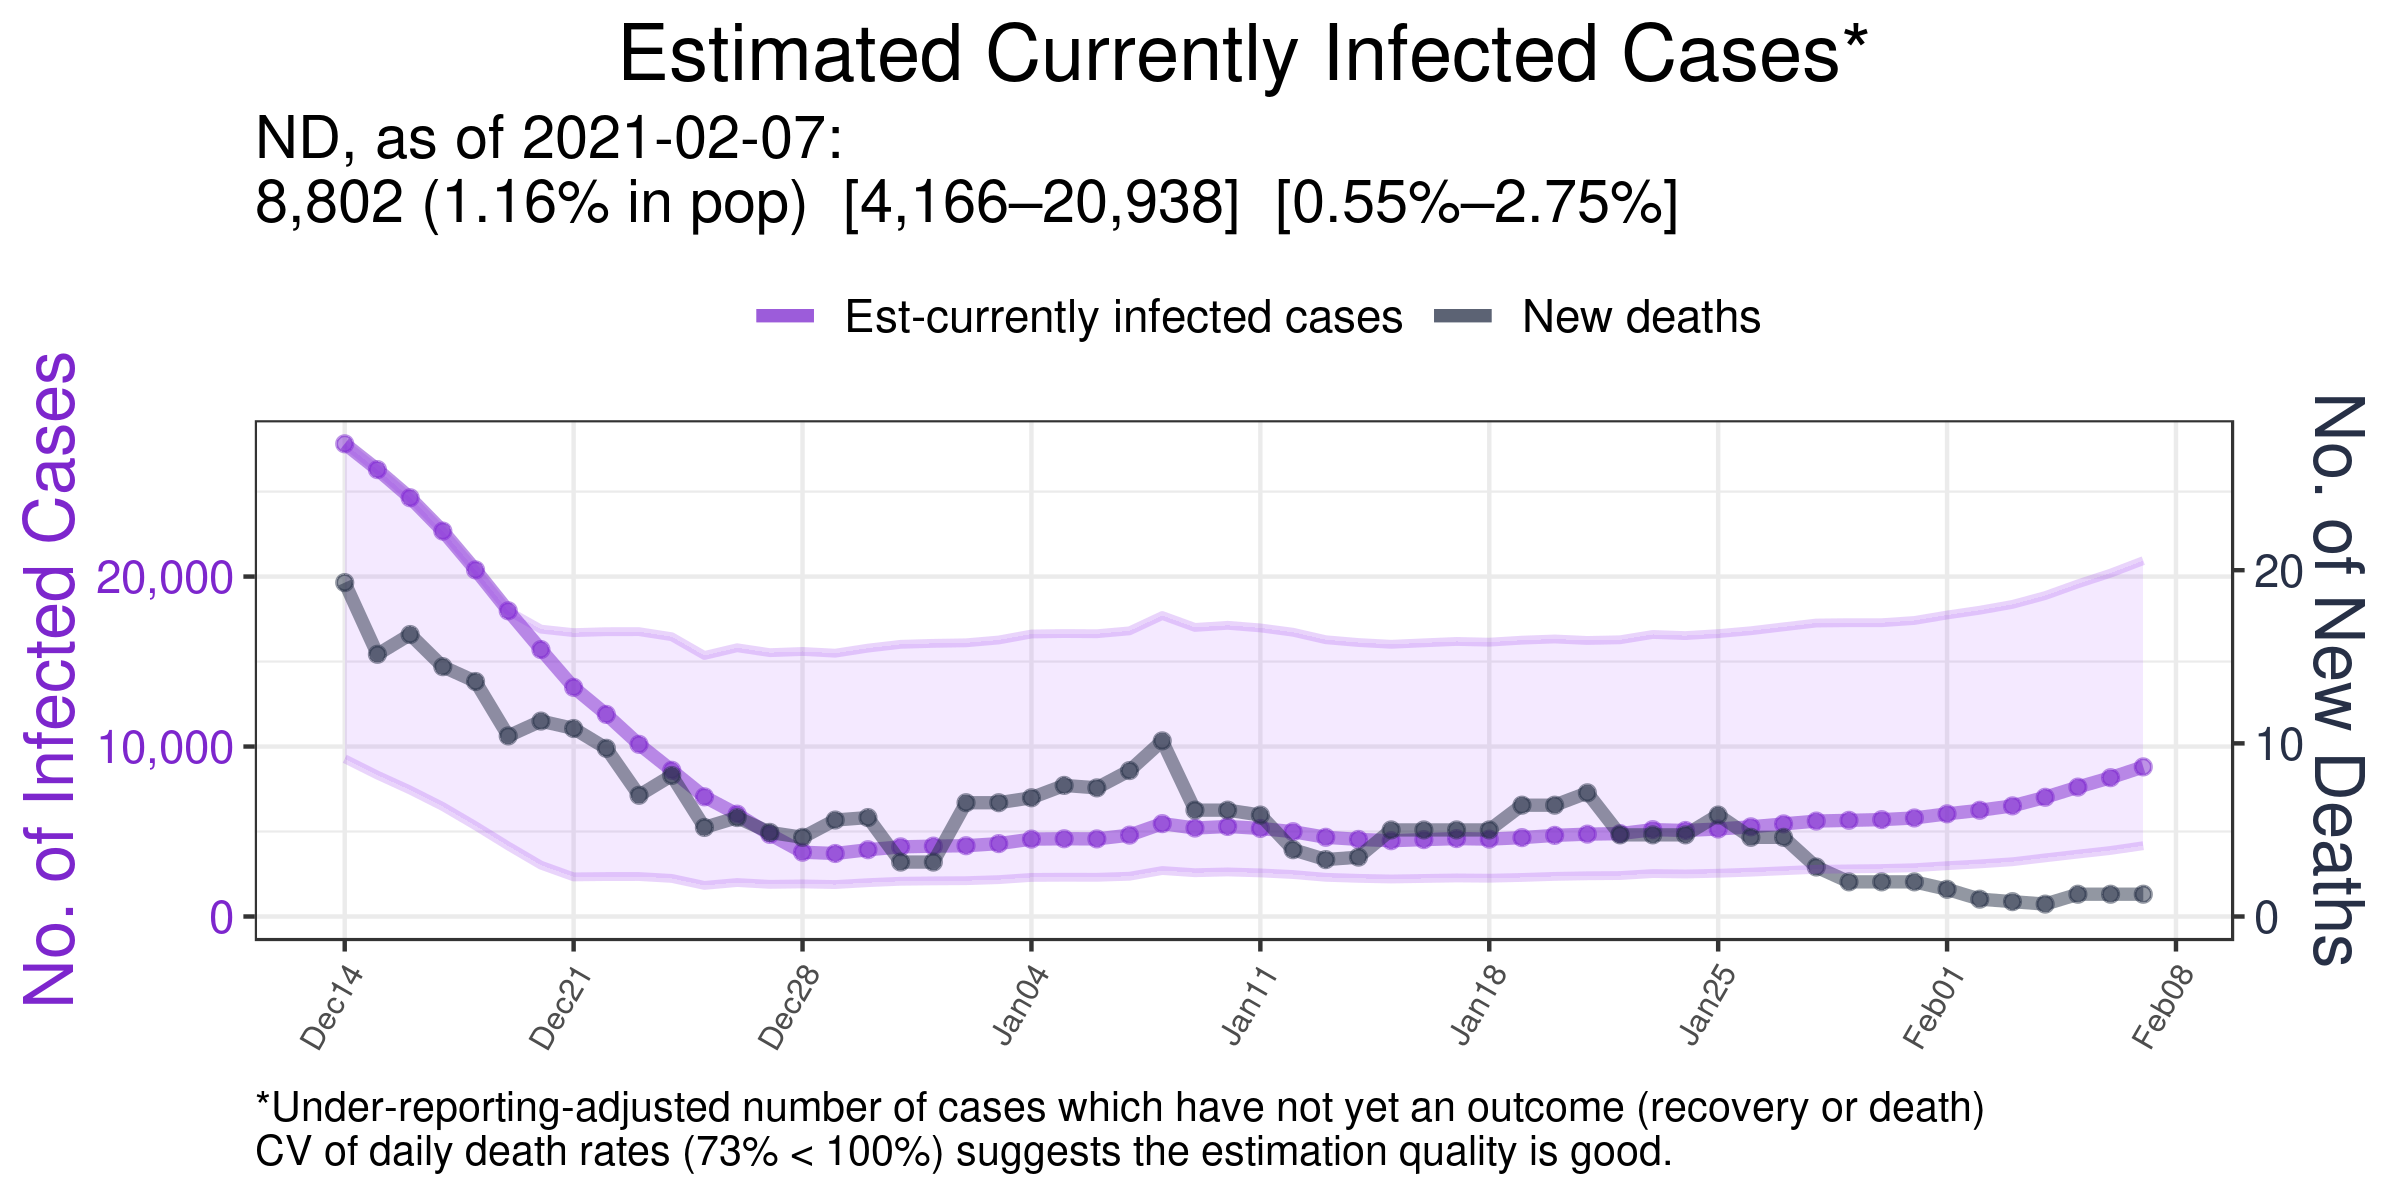 Estimated Currently Infected Cases*
ND, as of 2021-02-07:
8,802 (1.16% in pop) [4,166–20,938] [0.55%–2.75%]
Est-currently infected cases New deaths
No. of Infected Cases
20,000
10,000
0
20
10
0
No. of New Deaths
Dec14 Dec21 Dec28 Jan04 Jan11 Jan18 Jan25 Feb01 Feb08
*Under-reporting-adjusted number of cases which have not yet an outcome (recovery or death)
CV of daily death rates (73% < 100%) suggests the estimation quality is good.